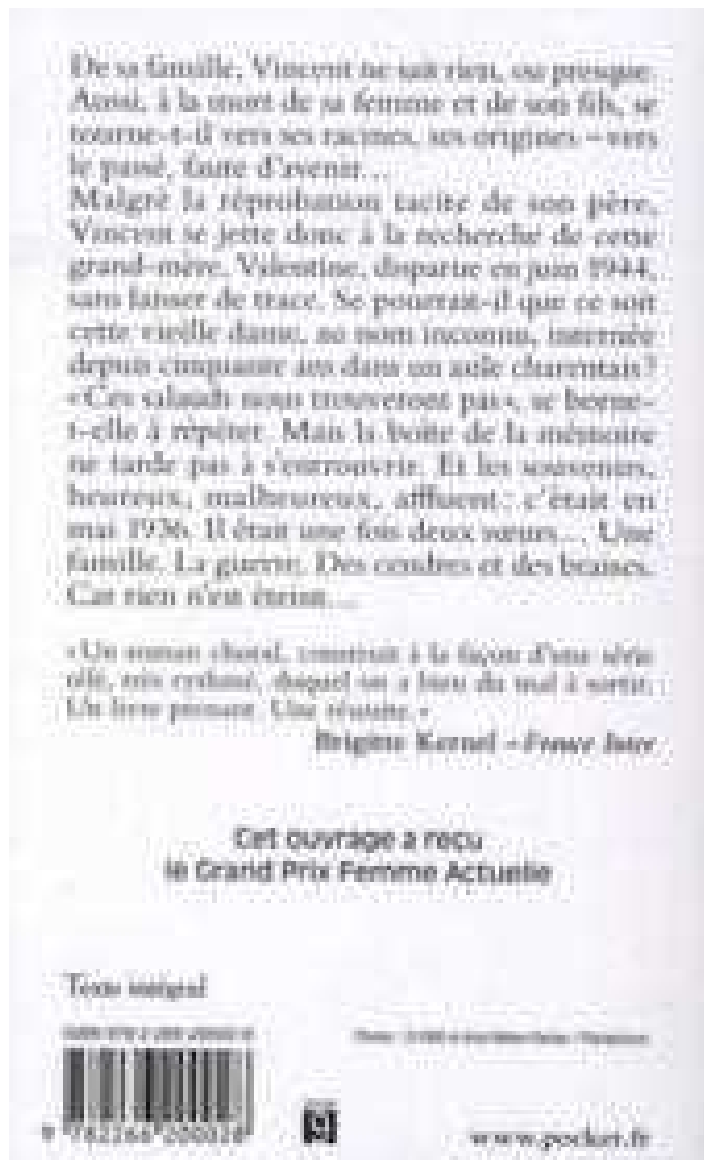 De sa famille, Vincent ne sait rien, ou presque.
Aussi, à la mort de sa femme et de son fils, se
tourne-t-il vers ses racines, ses origines – vers
le passé, faute d'avenir...
Malgré la réprobation tacite de son père,
Vincent se jette donc à la recherche de cette
grand-mère, Valentine, disparue en juin 1944,
sans laisser de trace. Se pourrait-il que ce soit
cette vieille dame, au nom inconnu, internée
depuis cinquante ans dans un asile charentais ?
« Ces salauds nous trouveront pas », se borne-
t-elle à répéter. Mais la boîte de la mémoire
ne tarde pas à s'entrouvrir. Et les souvenirs,
heureux, malheureux, affluent : c'était en
mai 1936. Il était une fois deux sœurs... Une
famille. La guerre. Des cendres et des braises.
Car rien n'est éteint...
« Un roman choral, construit à la façon d'une série
télé, très rythmé, duquel on a bien du mal à sortir.
Un livre prenant. Une réussite. »
Brigitte Kernel – France Inter
Cet ouvrage a reçu
le Grand Prix Femme Actuelle
Texte intégral
ISBN 978 2 266
9 782266 200028
www.pocket.fr